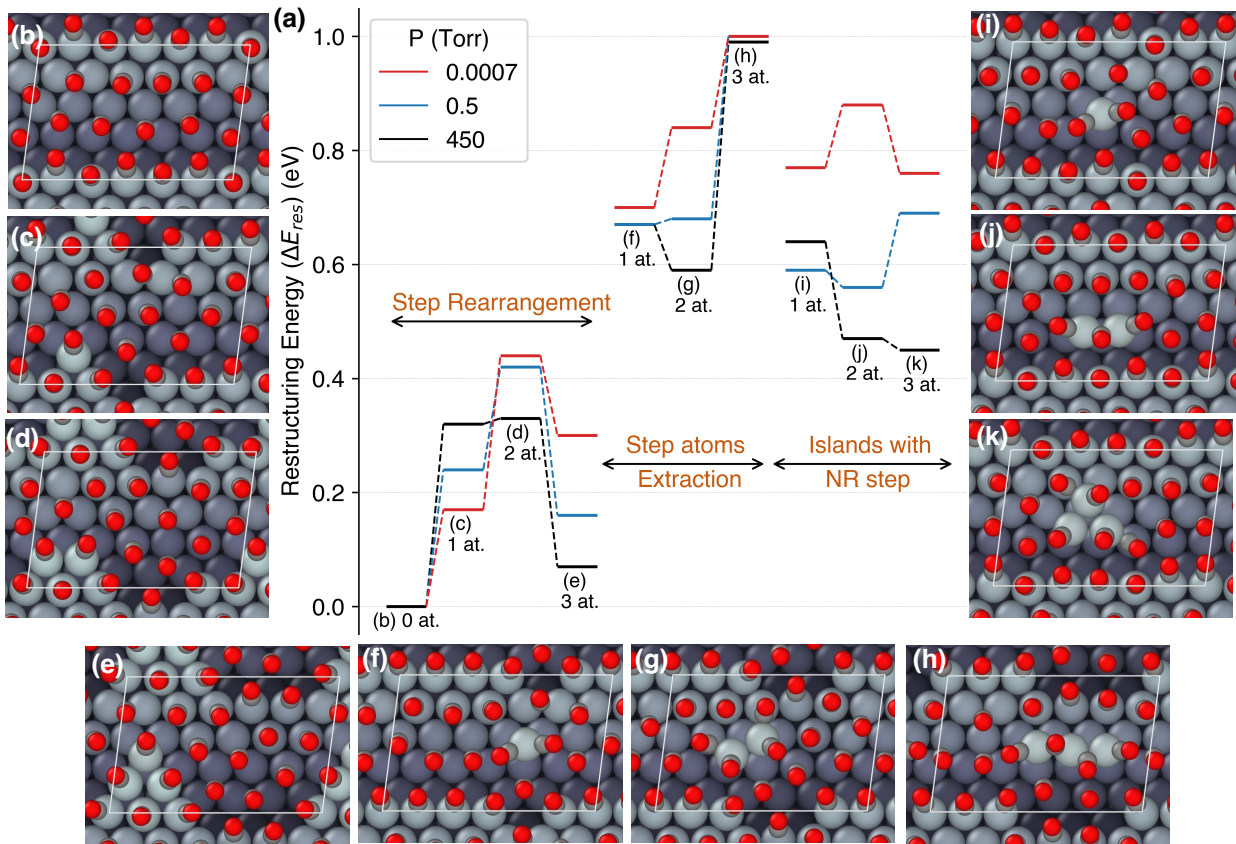 (a)
(b)
(c)
(d)
(e)
(f)
(g)
(h)
(i)
(j)
(k)
Restructuring Energy (ΔE_res) (eV)
1.0
0.8
0.6
0.4
0.2
0.0
P (Torr)
0.0007
0.5
450
Step Rearrangement
Step atoms
Extraction
Islands with
NR step
(b) 0 at.
(c)
1 at.
(d)
2 at.
(e)
3 at.
(f)
1 at.
(g)
2 at.
(h)
3 at.
(i)
1 at.
(j)
2 at.
(k)
3 at.